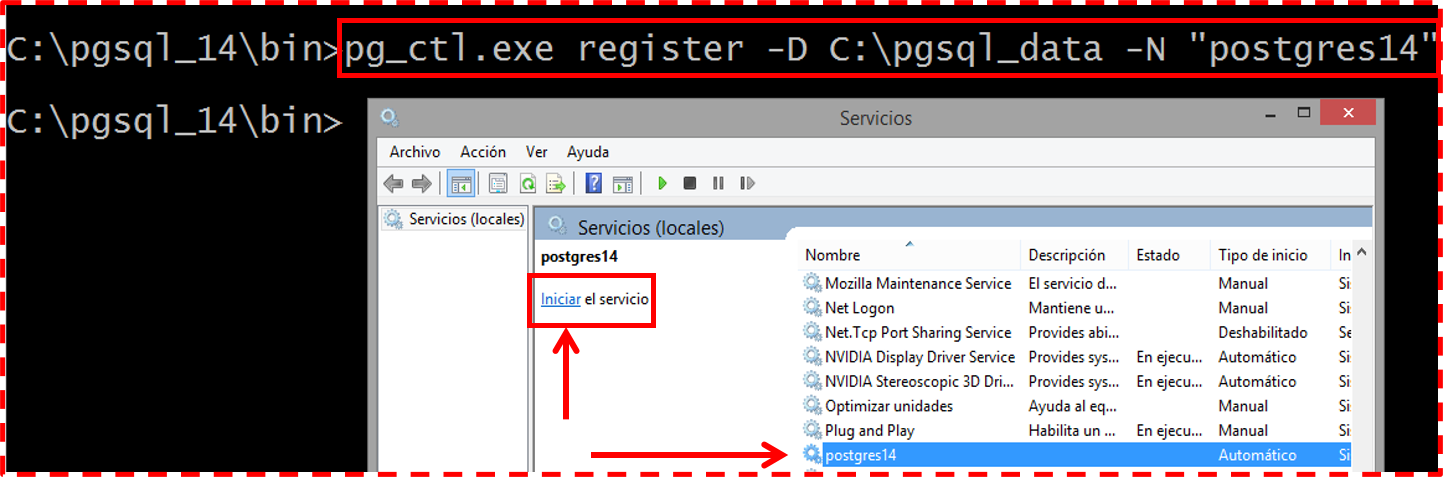 C:\pgsql_14\bin>pg_ctl.exe register -D C:\pgsql_data -N "postgres14"
C:\pgsql_14\bin>
Servicios
Archivo Acción Ver Ayuda
Servicios (locales)
Servicios (locales)
postgres14
Iniciar el servicio
Nombre Descripción Estado Tipo de inicio In
Mozilla Maintenance Service El servicio d... Manual Si
Net Logon Mantiene u... Manual Si
Net.Tcp Port Sharing Service Provides abi... Deshabilitado Se
NVIDIA Display Driver Service Provides sys... En ejecu... Automático Si
NVIDIA Stereoscopic 3D Dri... Provides sys... En ejecu... Automático Si
Optimizar unidades Ayuda al eq... Manual Si
Plug and Play Habilita un ... En ejecu... Manual Si
postgres14 Automático Si